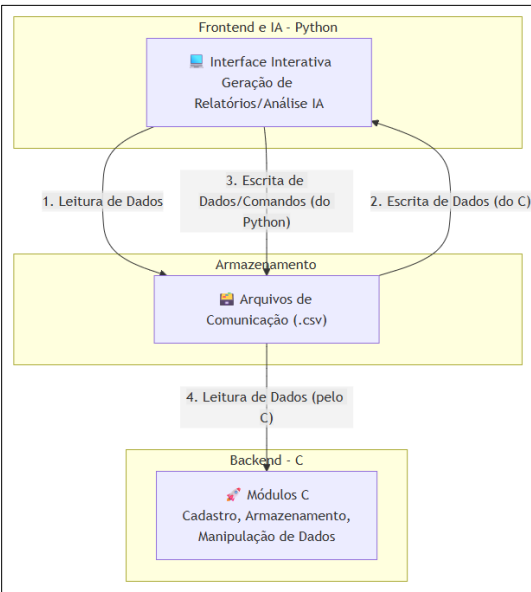 Frontend e IA - Python
Interface Interativa
Geração de
Relatórios/Análise IA
1. Leitura de Dados
3. Escrita de
Dados/Comandos (do
Python)
2. Escrita de Dados (do C)
Armazenamento
Arquivos de
Comunicação (.csv)
4. Leitura de Dados (pelo
C)
Backend - C
Módulos C
Cadastro, Armazenamento,
Manipulação de Dados